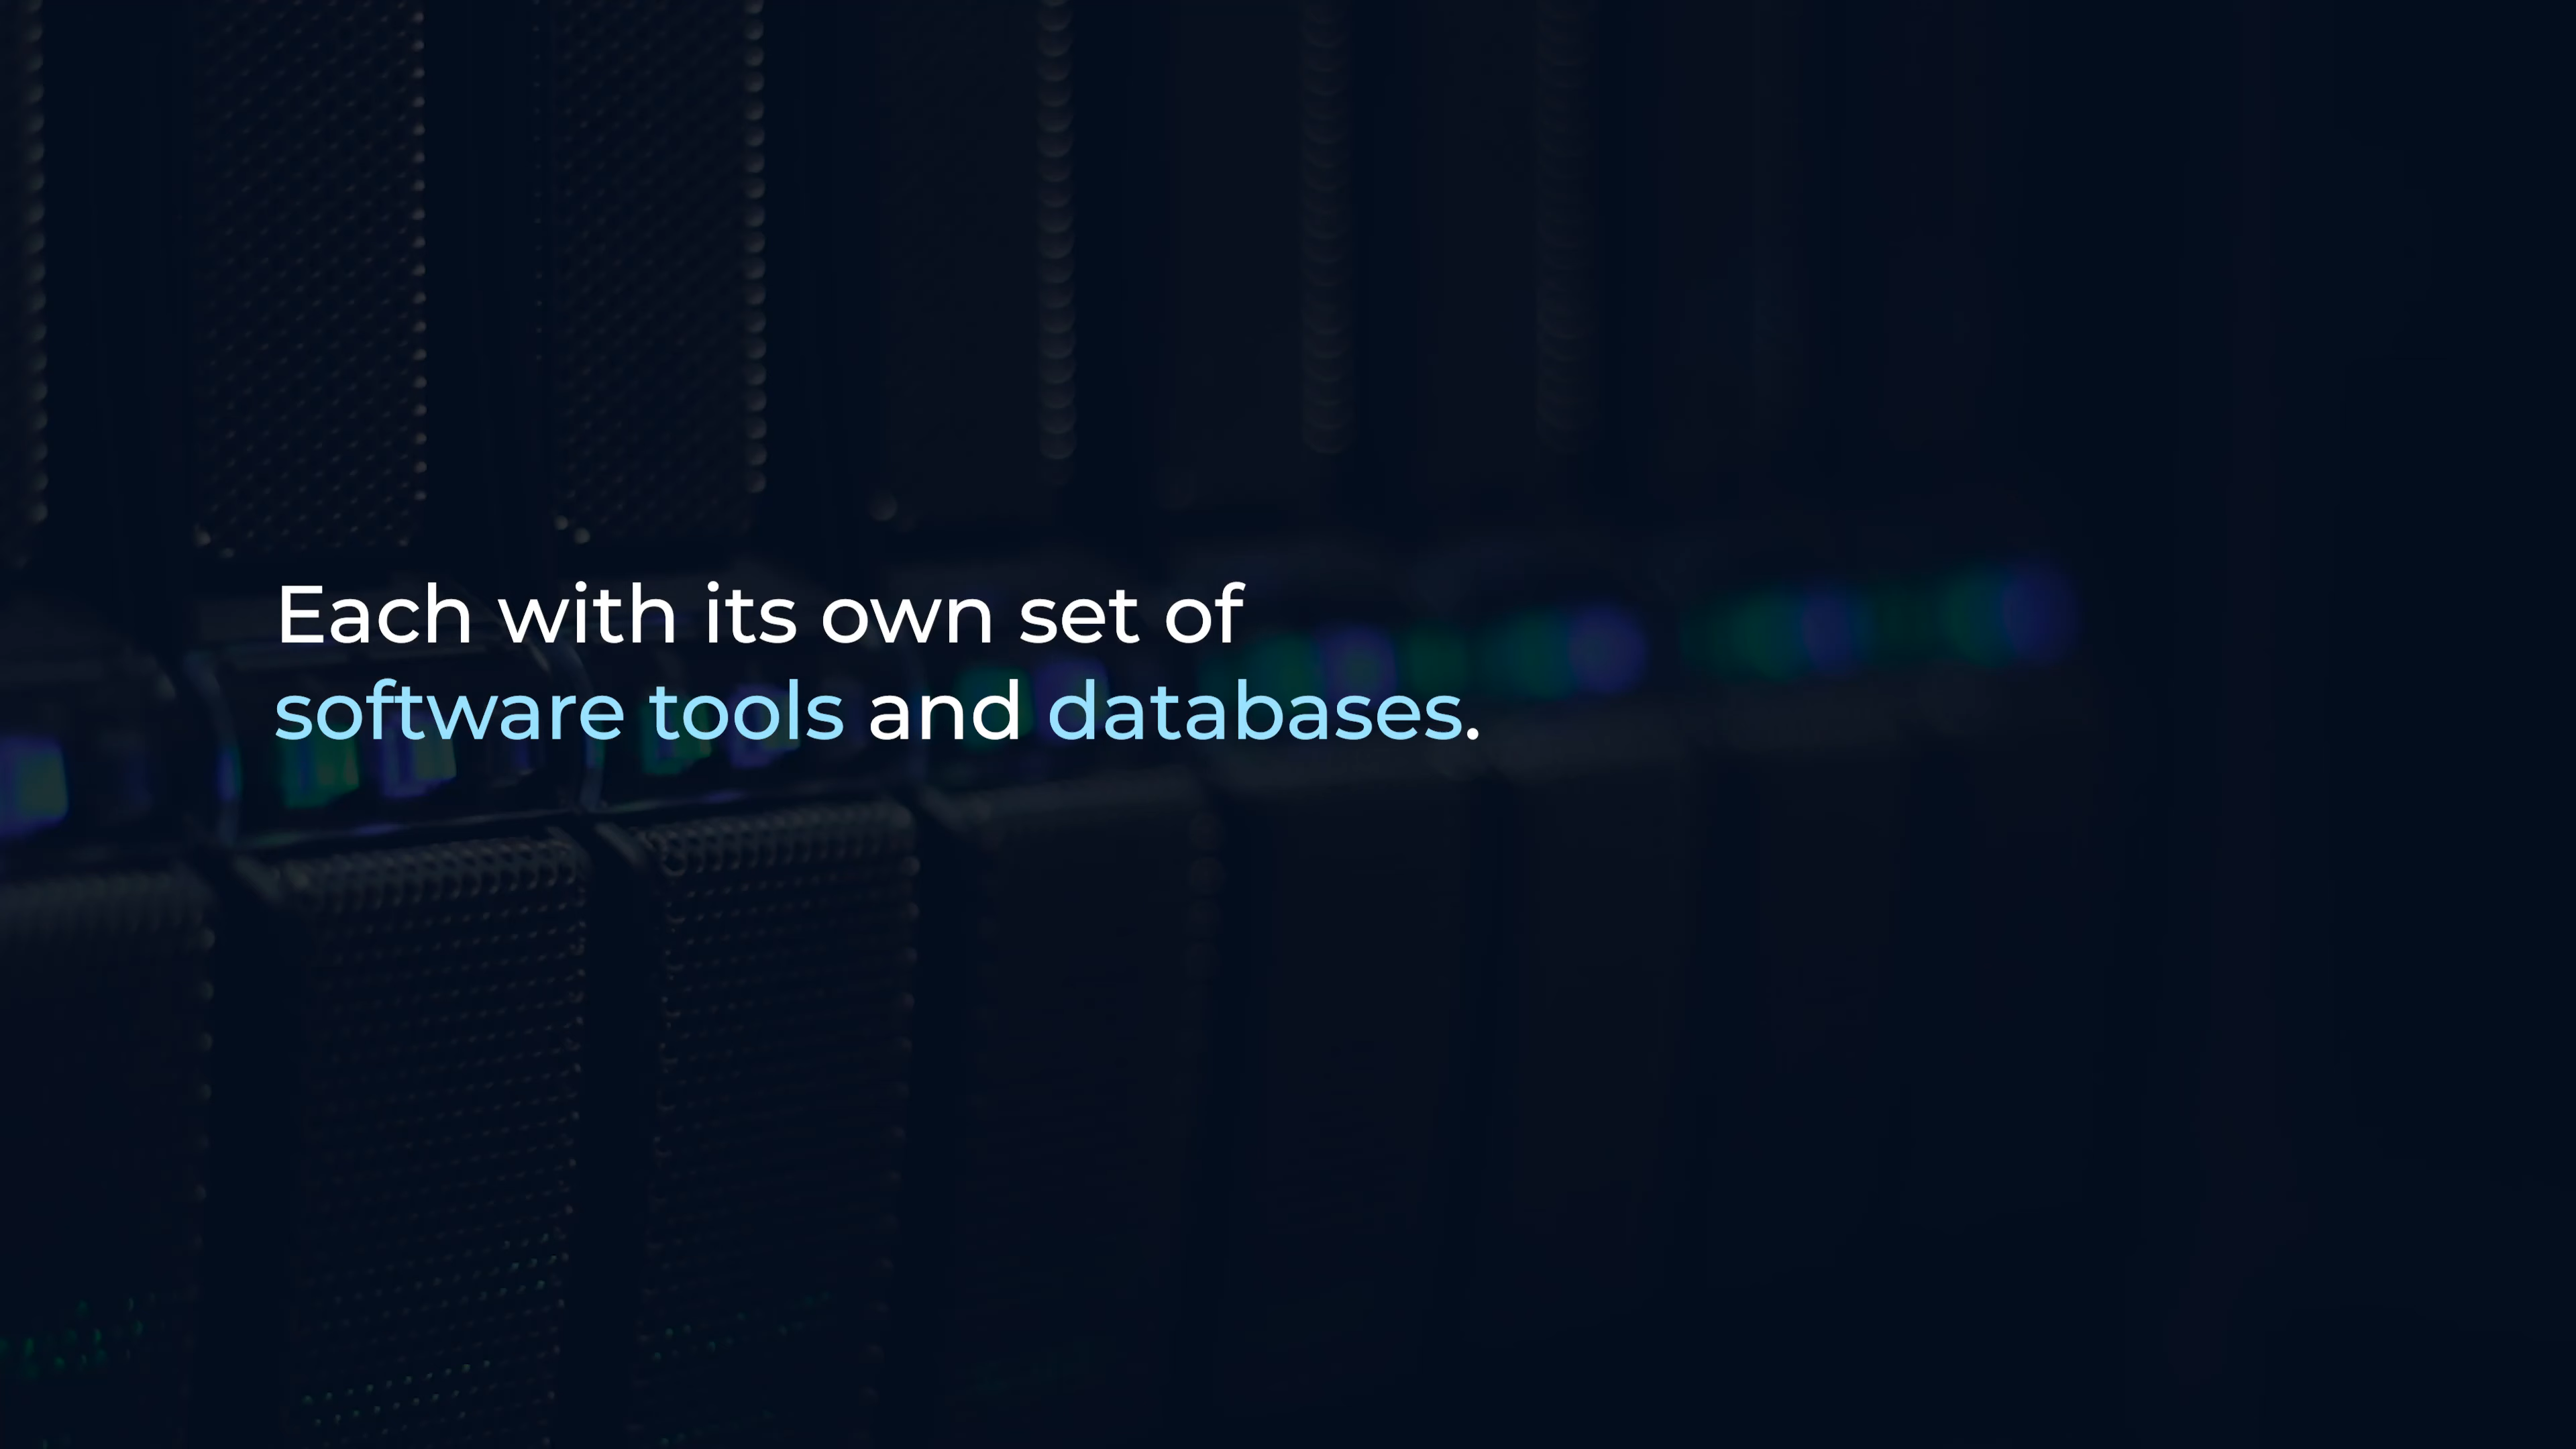 Each with its own set of
software tools and databases.